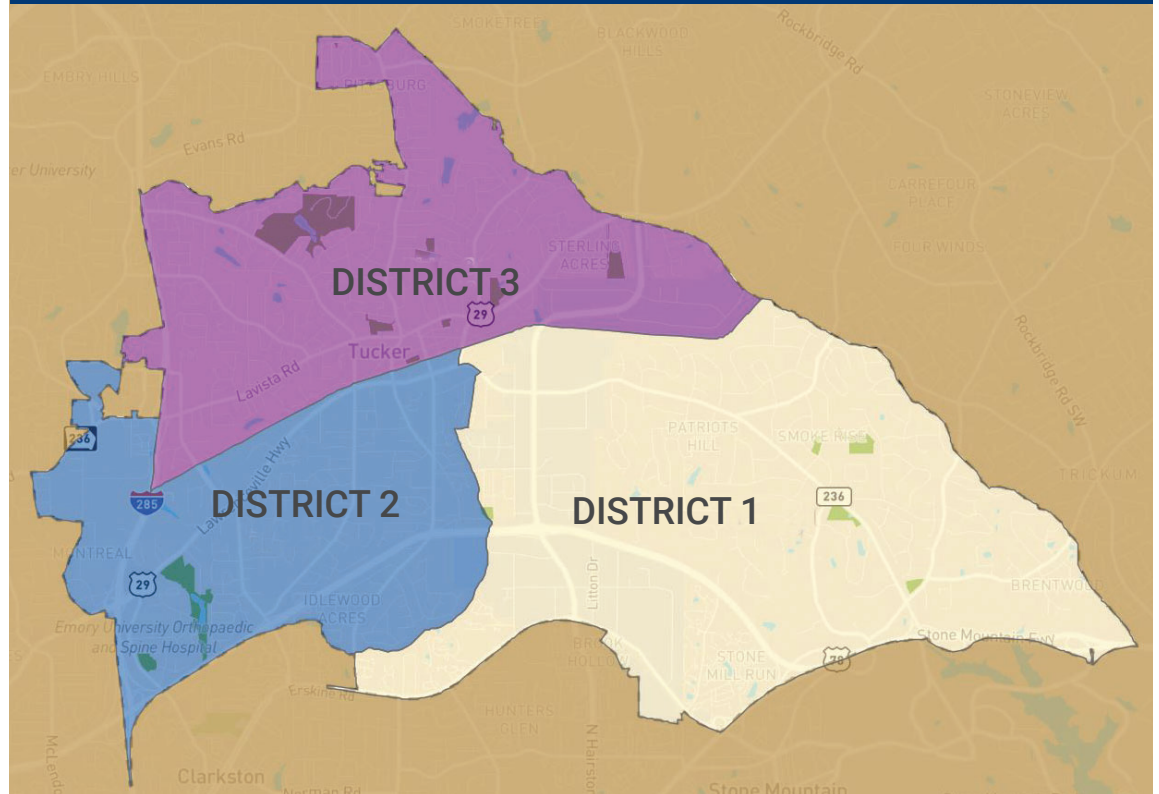 SMOKETREE
BLACKWOOD
HILLS
Rockbridge Rd
EMBRY HILLS
PITTSBURG
STONEVIEW
ACRES
Evans Rd
er University
CARREFOUR
PLACE
FOUR WINDS
STERLING
ACRES
DISTRICT 3
29
Tucker
Rockbridge Rd SW
Lavista Rd
236
PATRIOTS
HILL
SMOKE RISE
TRICKUM
285
DISTRICT 2
DISTRICT 1
236
MONTREAL
29
IDLEWOOD
ACRES
Litton Dr
BRENTWOOD
Emory University Orthopaedic
and Spine Hospital
BROOK
HOLLOW
Stone Mountain Fwy
STONE
MILL RUN
78
Erskine Rd
HUNTERS
GLEN
N Hairston
Clarkston
Norman Rd
Stone Mountain